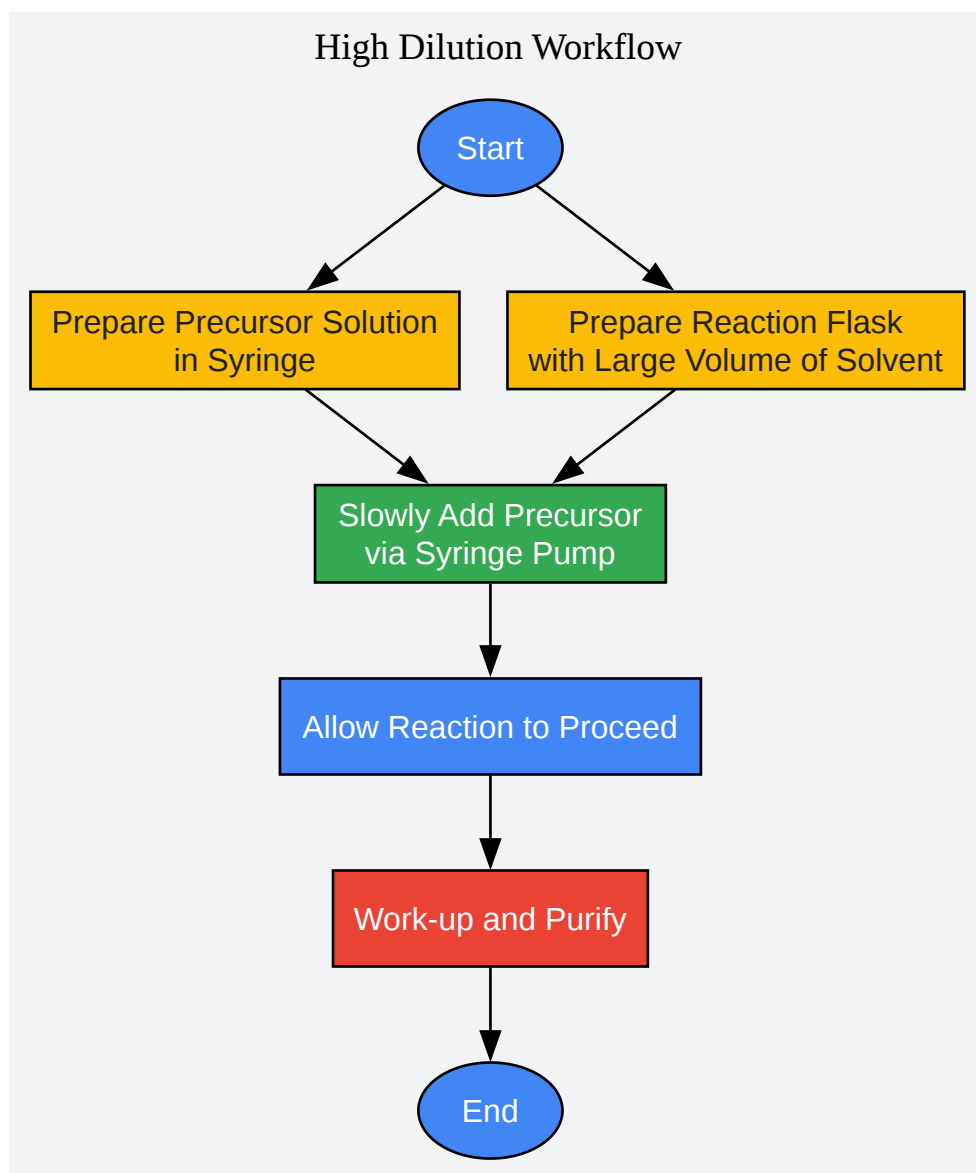 High Dilution Workflow
Start
Prepare Precursor Solution
in Syringe
Prepare Reaction Flask
with Large Volume of Solvent
Slowly Add Precursor
via Syringe Pump
Allow Reaction to Proceed
Work-up and Purify
End